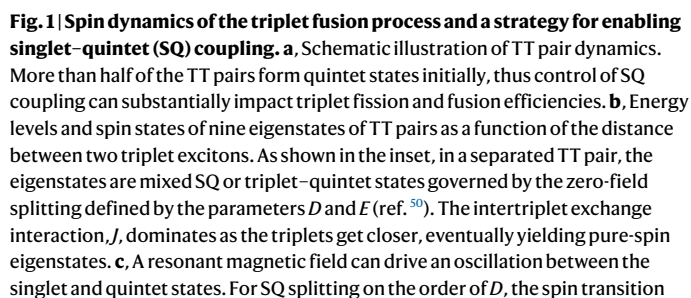 Fig. 1 | Spin dynamics of the triplet fusion process and a strategy for enabling
singlet–quintet (SQ) coupling. a, Schematic illustration of TT pair dynamics.
More than half of the TT pairs form quintet states initially, thus control of SQ
coupling can substantially impact triplet fission and fusion efficiencies. b, Energy
levels and spin states of nine eigenstates of TT pairs as a function of the distance
between two triplet excitons. As shown in the inset, in a separated TT pair, the
eigenstates are mixed SQ or triplet–quintet states governed by the zero-field
splitting defined by the parameters D and E (ref. 50). The intertriplet exchange
interaction, J, dominates as the triplets get closer, eventually yielding pure-spin
eigenstates. c, A resonant magnetic field can drive an oscillation between the
singlet and quintet states. For SQ splitting on the order of D, the spin transition